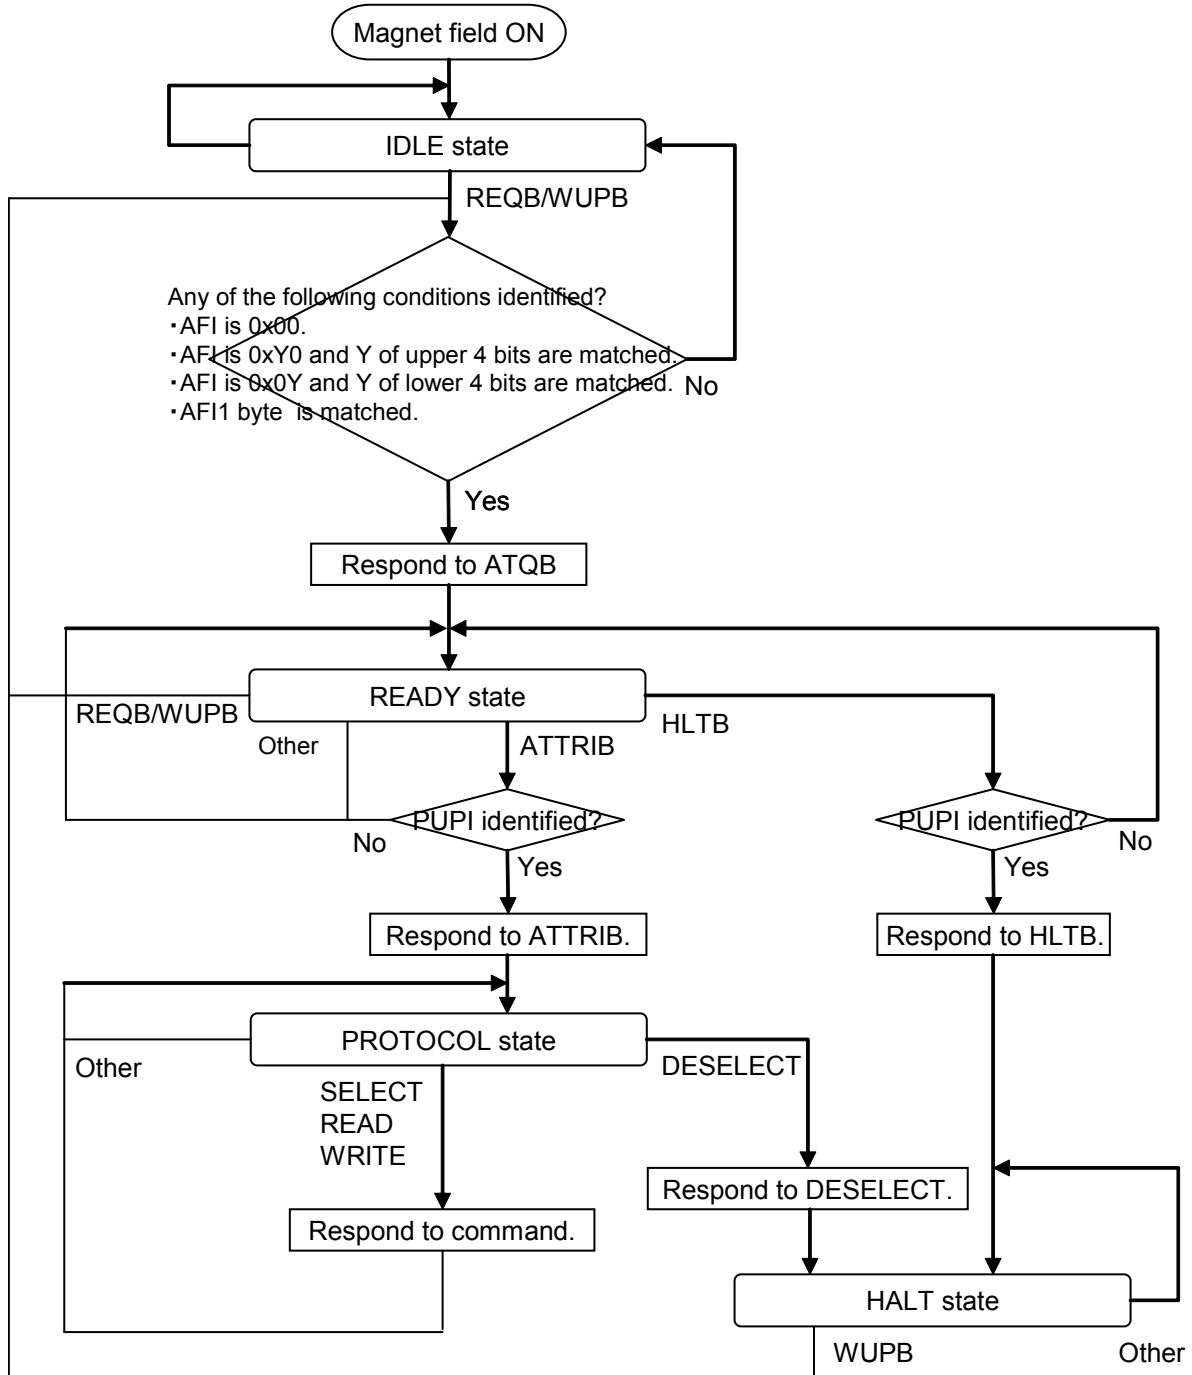 Magnet field ON
IDLE state
REQB/WUPB
Any of the following conditions identified?
・AFI is 0x00.
・AFI is 0xY0 and Y of upper 4 bits are matched.
・AFI is 0x0Y and Y of lower 4 bits are matched.
・AFI1 byte is matched.
No
Yes
Respond to ATQB
READY state
REQB/WUPB
Other
ATTRIB
HLTB
PUPI identified?
No
Yes
PUPI identified?
No
Yes
Respond to ATTRIB.
Respond to HLTB.
PROTOCOL state
Other
DESELECT
SELECT
READ
WRITE
Respond to DESELECT.
Respond to command.
HALT state
WUPB
Other